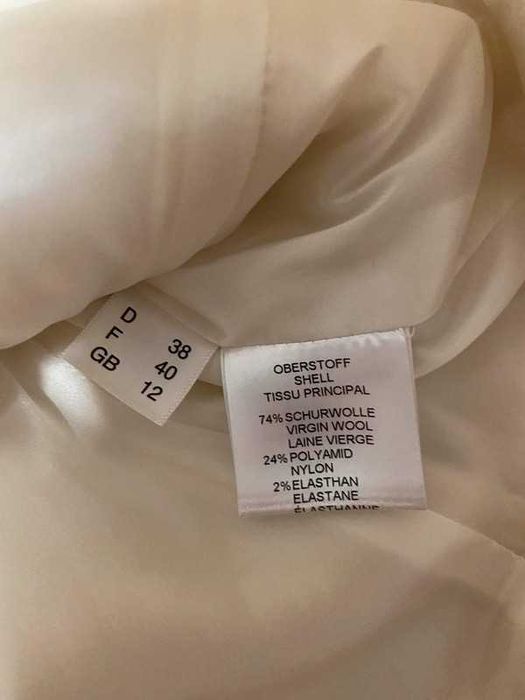 D 38
F 40
GB 12
OBERSTOFF
SHELL
TISSU PRINCIPAL
74% SCHURWOLLE
VIRGIN WOOL
LAINE VIERGE
24% POLYAMID
NYLON
2% ELASTHAN
ELASTANE
ÉLASTHANNE